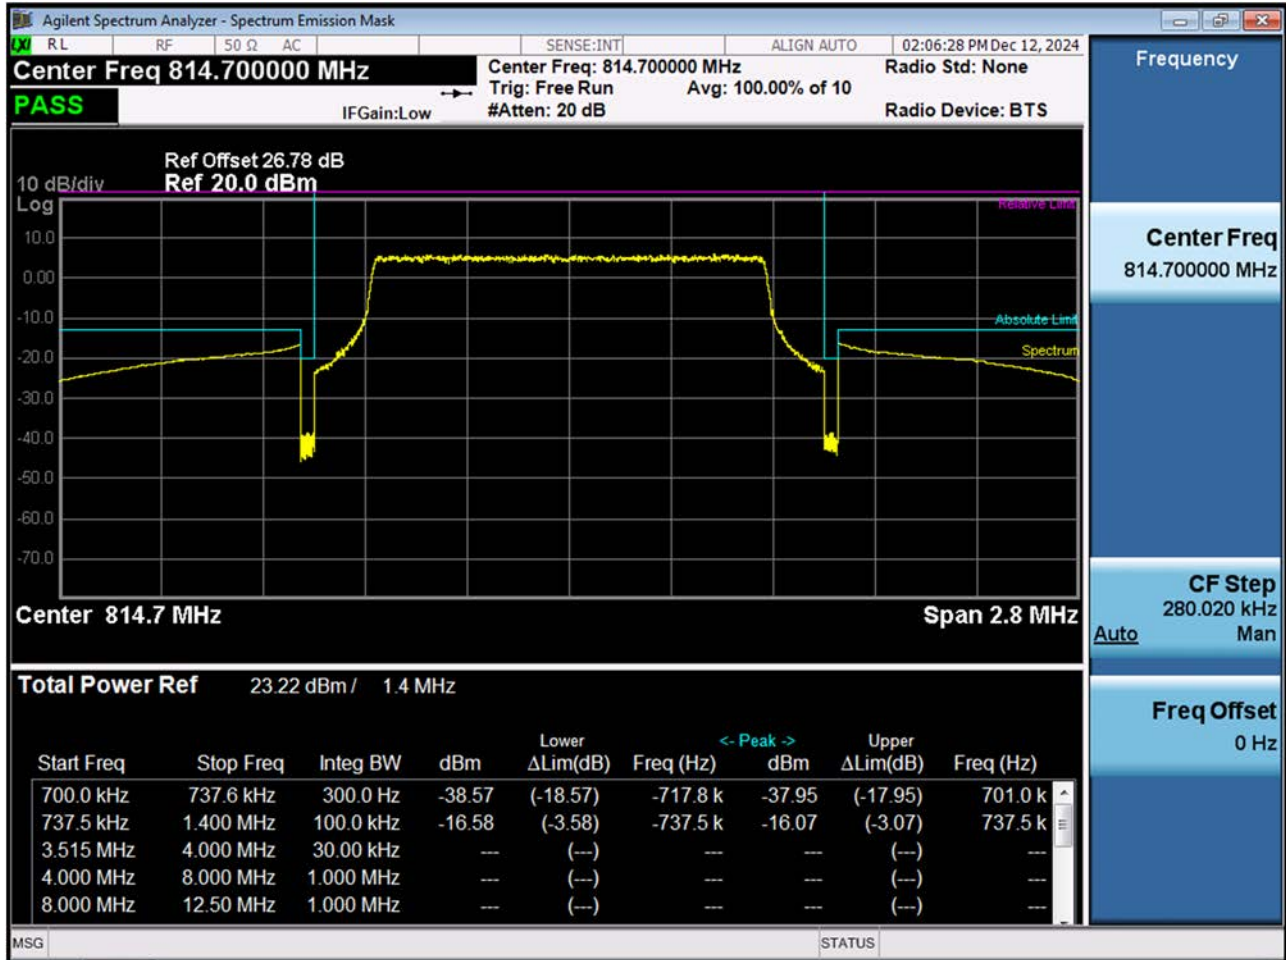 Agilent Spectrum Analyzer - Spectrum Emission Mask
LXI RL RF 50 Ω AC SENSE:INT ALIGN AUTO 02:06:28 PM Dec 12, 2024
Center Freq 814.700000 MHz Center Freq: 814.700000 MHz Radio Std: None
Trig: Free Run Avg: 100.00% of 10
PASS IFGain:Low #Atten: 20 dB Radio Device: BTS
Ref Offset 26.78 dB
10 dB/div Ref 20.0 dBm
Log
Relative Limit
10.0
0.00
-10.0
Absolute Limit
-20.0
Spectrum
-30.0
-40.0
-50.0
-60.0
-70.0
Center 814.7 MHz Span 2.8 MHz
Total Power Ref 23.22 dBm / 1.4 MHz
Lower <- Peak -> Upper
Start Freq Stop Freq Integ BW dBm ΔLim(dB) Freq (Hz) dBm ΔLim(dB) Freq (Hz)
700.0 kHz 737.6 kHz 300.0 Hz -38.57 (-18.57) -717.8 k -37.95 (-17.95) 701.0 k
737.5 kHz 1.400 MHz 100.0 kHz -16.58 (-3.58) -737.5 k -16.07 (-3.07) 737.5 k
3.515 MHz 4.000 MHz 30.00 kHz --- (---) --- --- (---) ---
4.000 MHz 8.000 MHz 1.000 MHz --- (---) --- --- (---) ---
8.000 MHz 12.50 MHz 1.000 MHz --- (---) --- --- (---) ---
MSG STATUS
Frequency
Center Freq
814.700000 MHz
CF Step
280.020 kHz
Auto Man
Freq Offset
0 Hz